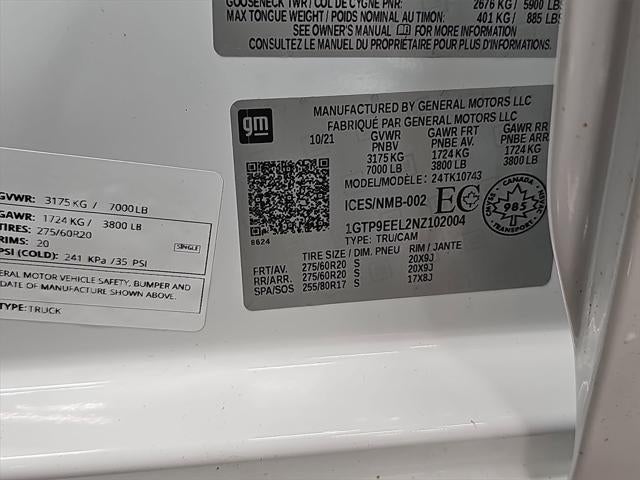 GOOSENECK TWR / COL DE CYGNE PNR: 2676 KG / 5900 LB
MAX TONGUE WEIGHT / POIDS NOMINAL AU TIMON: 401 KG / 885 LBS
SEE OWNER'S MANUAL FOR MORE INFORMATION
CONSULTEZ LE MANUEL DU PROPRIÉTAIRE POUR PLUS D'INFORMATION.
gm
MANUFACTURED BY GENERAL MOTORS LLC
FABRIQUÉ PAR GENERAL MOTORS LLC
10/21 GVWR GAWR FRT GAWR RR
PNBV PNBE AV. PNBE ARR
3175 KG 1724 KG 1724 KG
7000 LB 3800 LB 3800 LB
MODEL/MODÈLE: 24TK10743
ICES/NMB-002 EC
CANADA
985
1GTP9EEL2NZ102004
TYPE: TRU/CAM
8624
TIRE SIZE / DIM. PNEU RIM / JANTE
FRT/AV. 275/60R20 S 20X9J
RR/ARR. 275/60R20 S 20X9J
SPA/SOS 255/80R17 S 17X8J
GVWR: 3175 KG / 7000 LB
GAWR: 1724 KG / 3800 LB
TIRES: 275/60R20
RIMS: 20 SINGLE
PSI (COLD): 241 KPa /35 PSI
ERAL MOTOR VEHICLE SAFETY, BUMPER AND
DATE OF MANUFACTURE SHOWN ABOVE.
TYPE: TRUCK